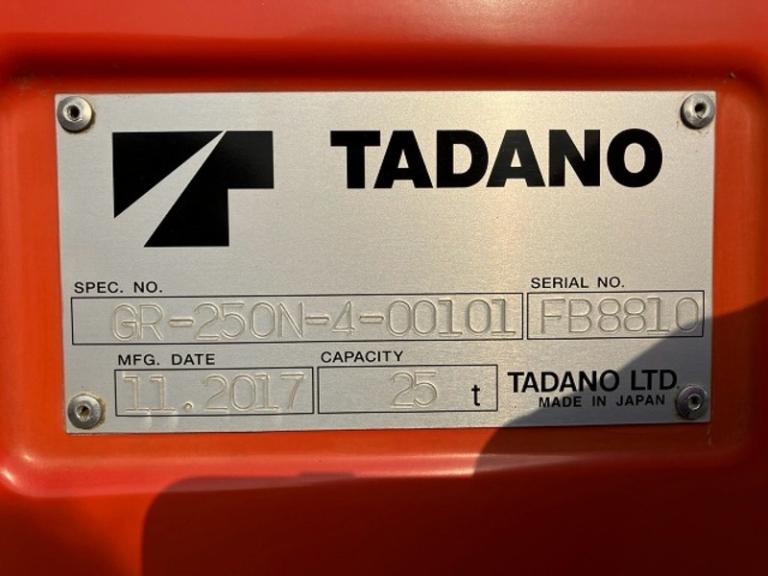 TADANO
SPEC. NO.
GR-250N-4-00101
SERIAL NO.
FB8810
MFG. DATE
11.2017
CAPACITY
25 t
TADANO LTD.
MADE IN JAPAN